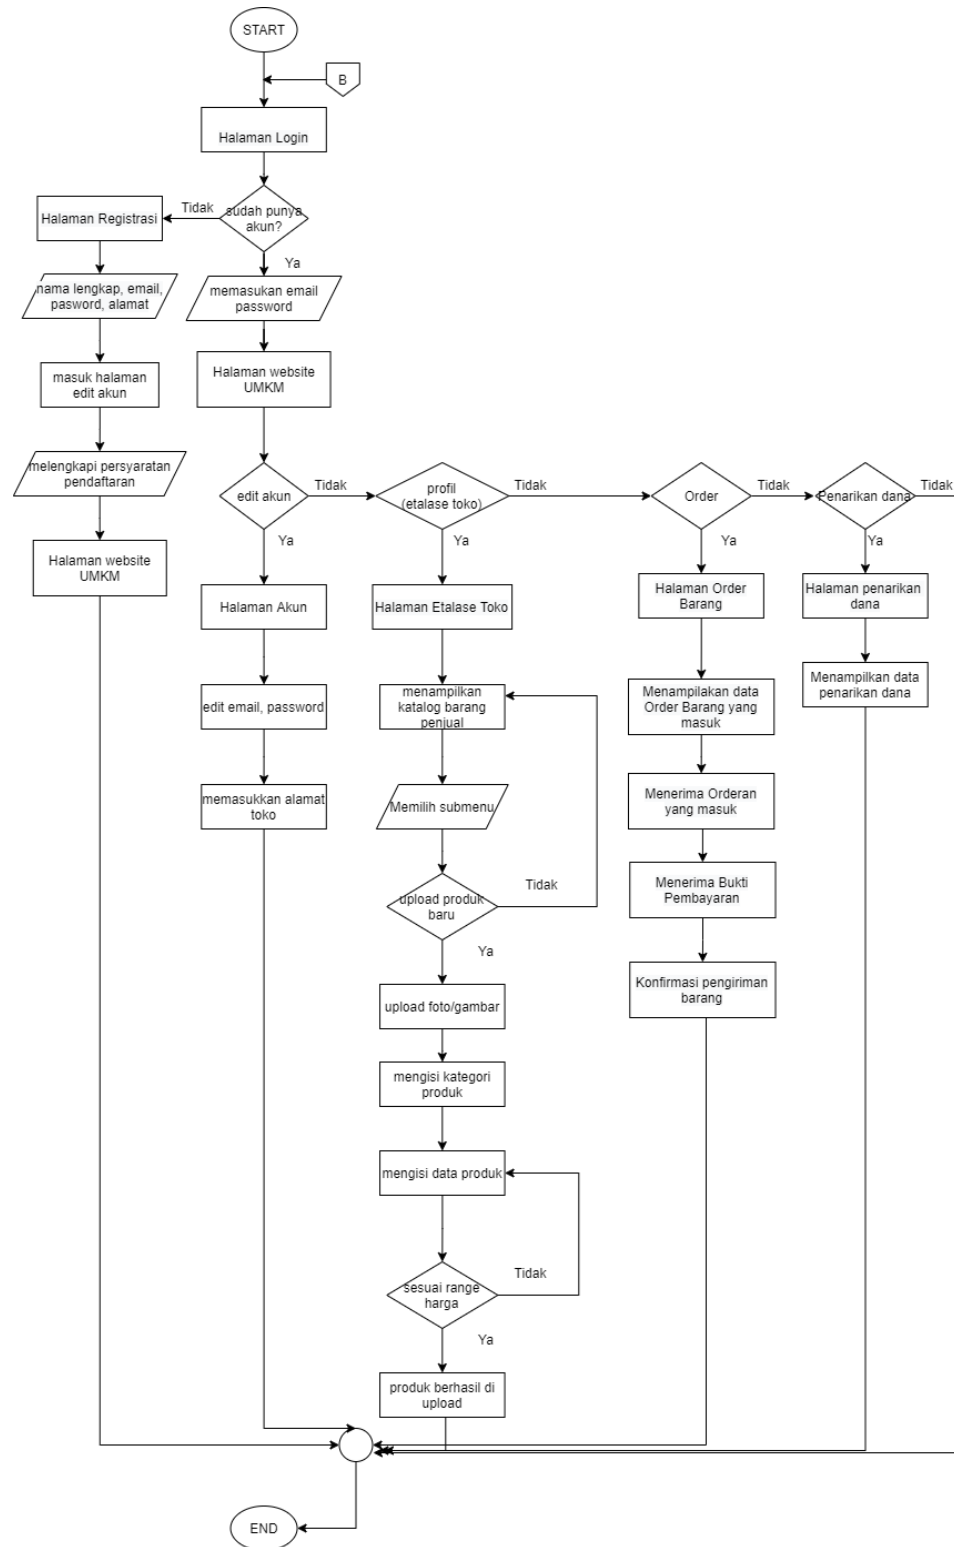 START
B
Halaman Login
Halaman Registrasi
Tidak
sudah punya
akun?
Ya
nama lengkap, email,
pasword, alamat
memasukan email
password
masuk halaman
edit akun
Halaman website
UMKM
melengkapi persyaratan
pendaftaran
edit akun
Tidak
profil
(etalase toko)
Tidak
Order
Tidak
Penarikan dana
Tidak
Ya
Ya
Ya
Ya
Halaman website
UMKM
Halaman Akun
Halaman Etalase Toko
Halaman Order
Barang
Halaman penarikan
dana
edit email, password
menampilkan
katalog barang
penjual
Menampilakan data
Order Barang yang
masuk
Menampilkan data
penarikan dana
memasukkan alamat
toko
Memilih submenu
Menerima Orderan
yang masuk
upload produk
baru
Tidak
Ya
Menerima Bukti
Pembayaran
upload foto/gambar
Konfirmasi pengiriman
barang
mengisi kategori
produk
mengisi data produk
sesuai range
harga
Tidak
Ya
produk berhasil di
upload
END